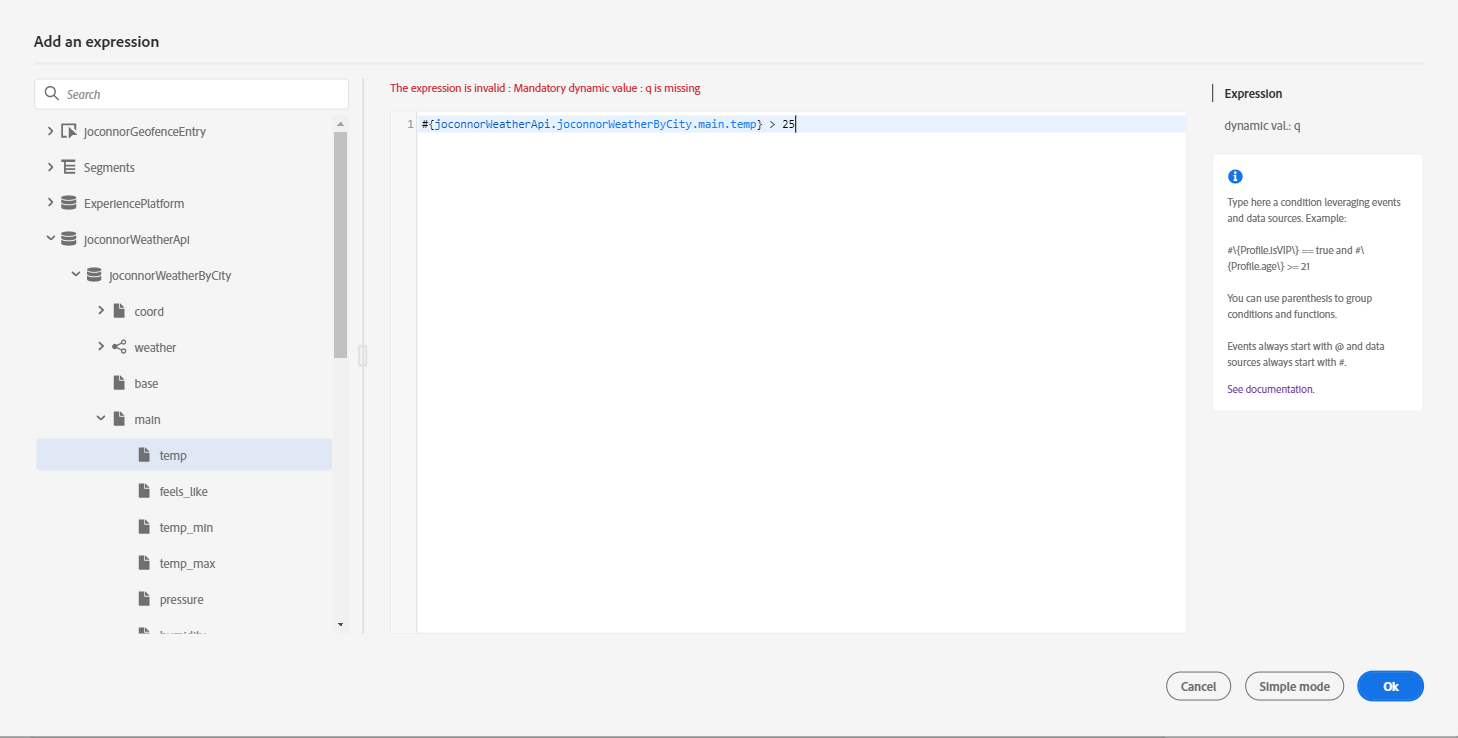 Add an expression
Search
joconnorGeofenceEntry
Segments
ExperiencePlatform
joconnorWeatherApi
joconnorWeatherByCity
coord
weather
base
main
temp
feels_like
temp_min
temp_max
pressure
The expression is invalid : Mandatory dynamic value : q is missing
1 #{joconnorWeatherApi.joconnorWeatherByCity.main.temp} > 25
Expression
dynamic val.: q
Type here a condition leveraging events
and data sources. Example:
#\{Profile.isVIP\} == true and #\
{Profile.age\} >= 21
You can use parenthesis to group
conditions and functions.
Events always start with @ and data
sources always start with #.
See documentation.
Cancel
Simple mode
Ok